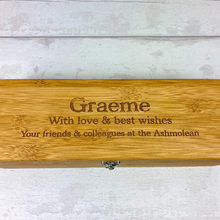 Graeme
With love & best wishes
Your friends & colleagues at the Ashmolean